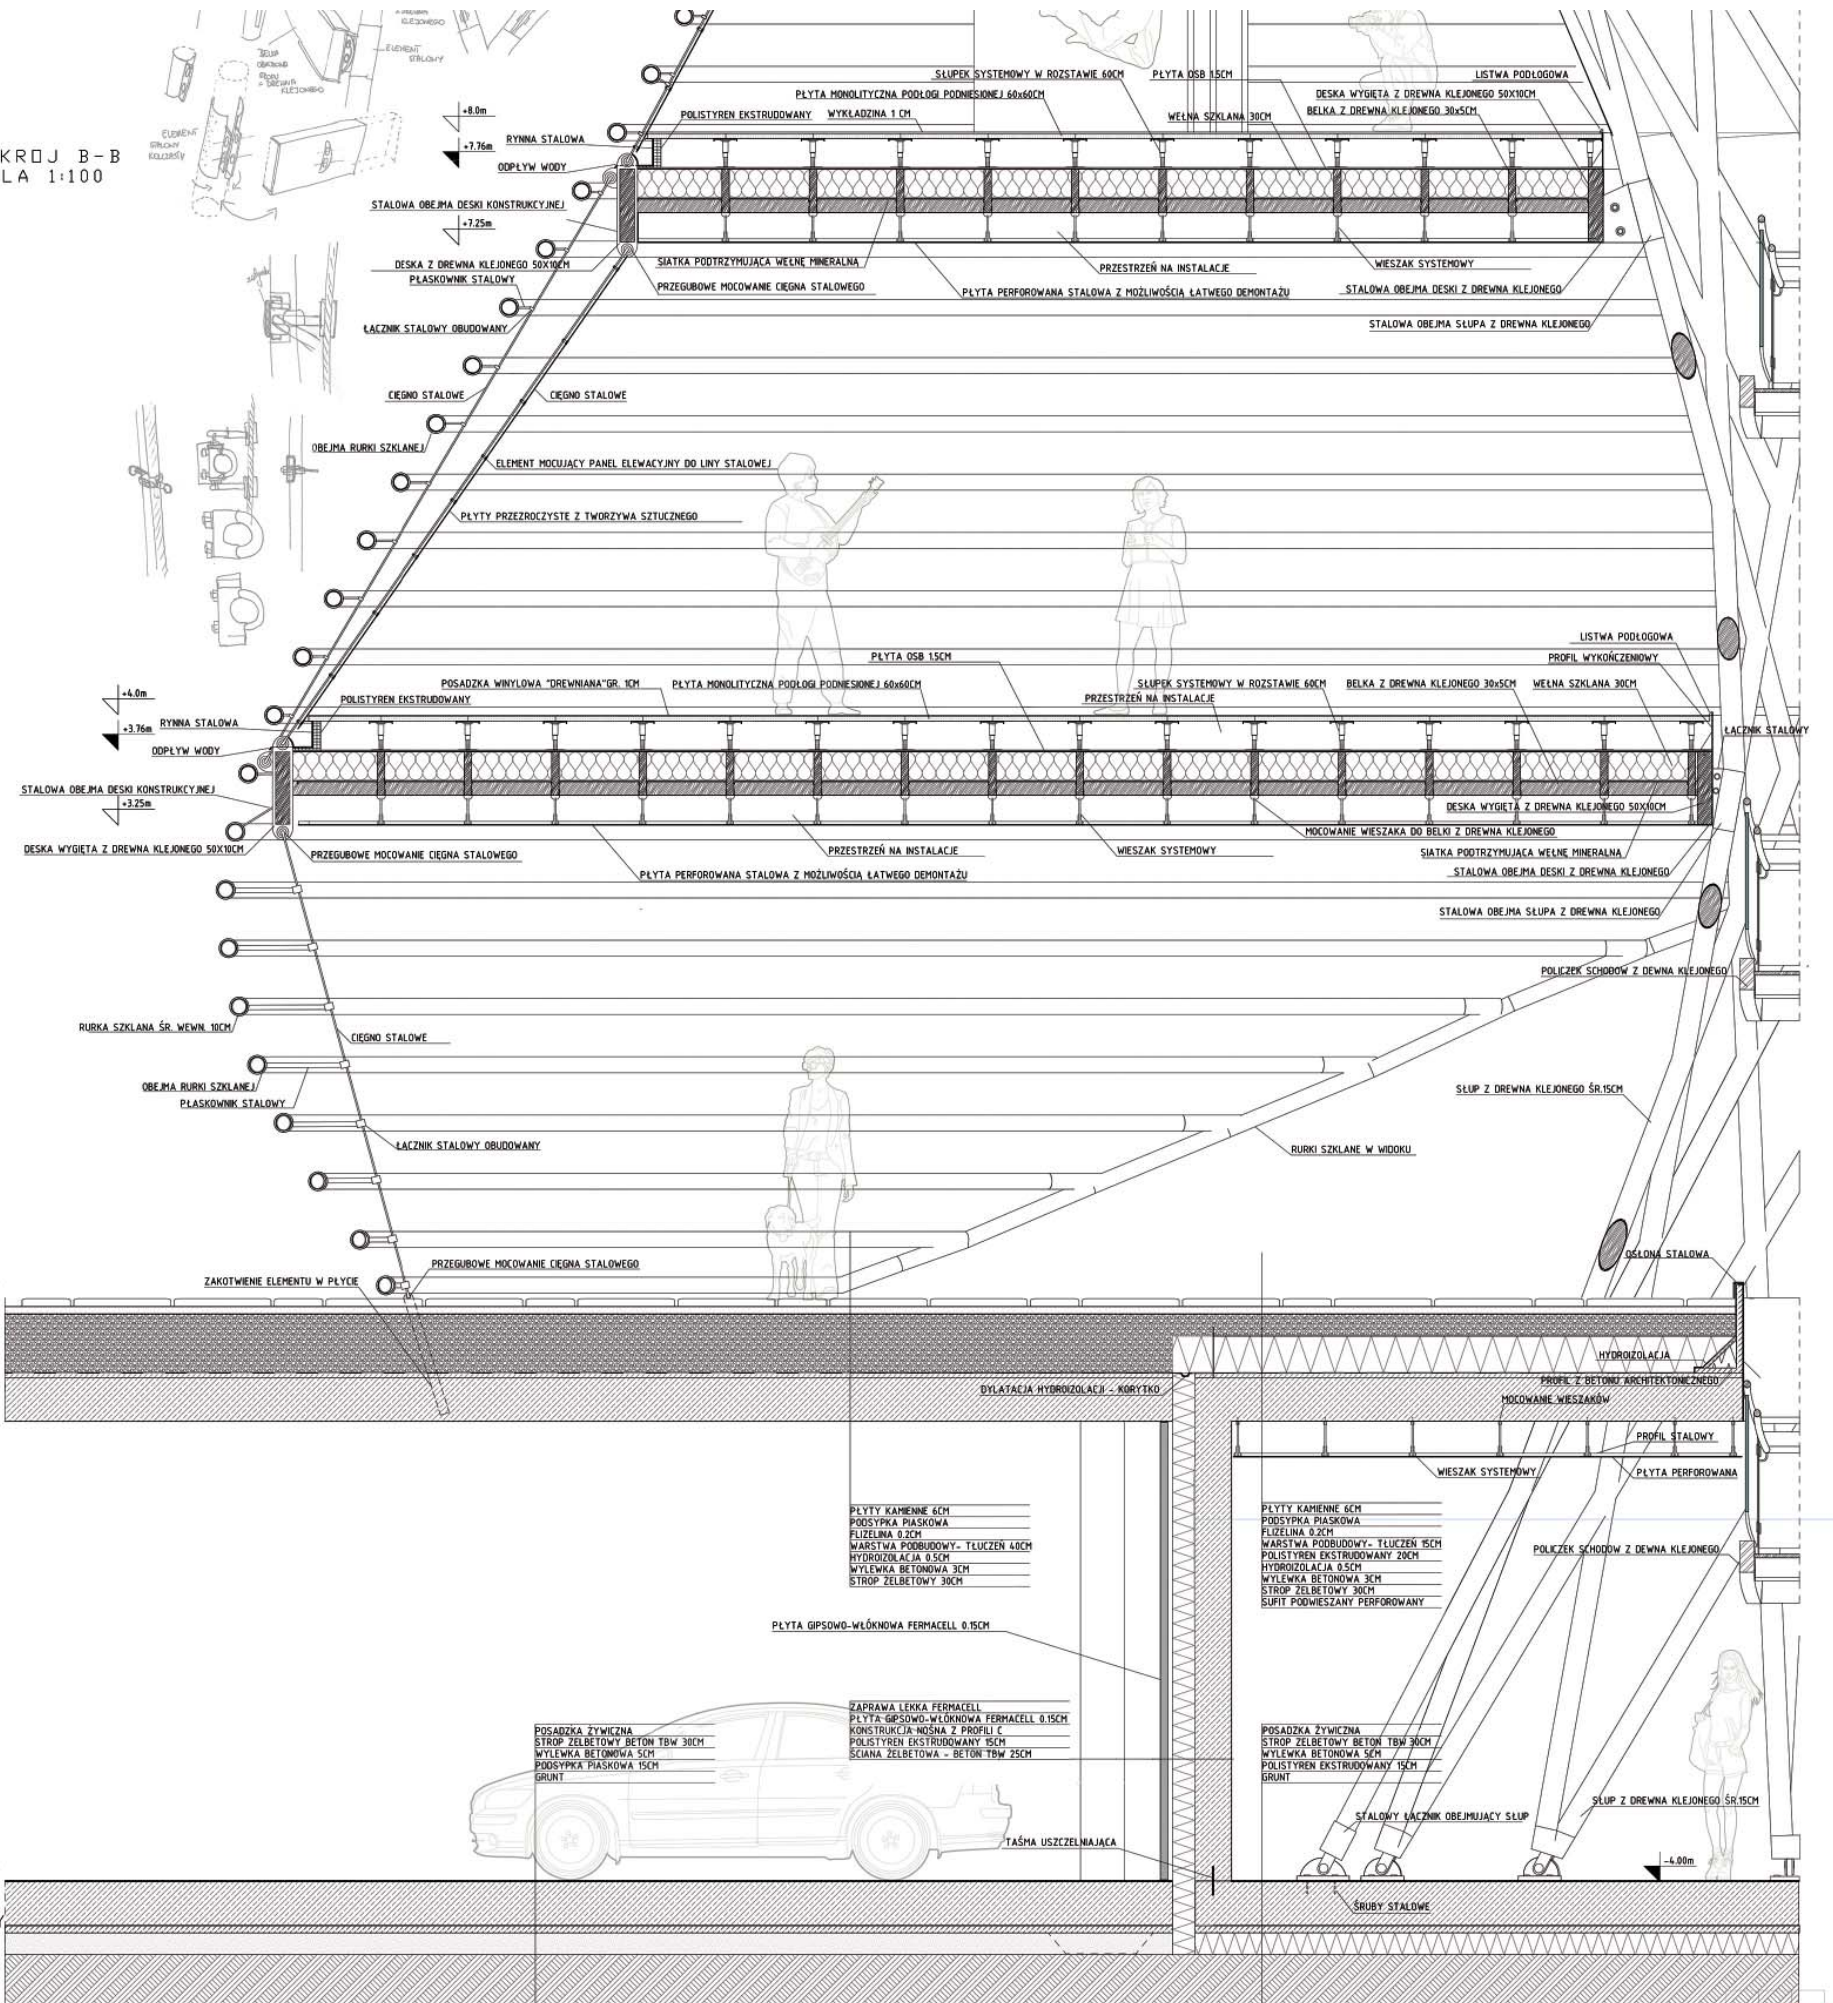 KLEJONEGO
BELKA
OBUDOWA
Z DREWNA
KLEJONEGO
ELEMENT
STALOWY
ELEMENT
STALOWY
KRÓJ B-B
LA 1:100
SŁUPEK SYSTEMOWY W ROZSTAWIE 60CM
PŁYTA OSB 1.5CM
LISTWA PODŁOGOWA
PŁYTA MONOLITYCZNA PODŁOGI PODNIESIONEJ 60x60CM
DESKA WYGIĘTA Z DREWNA KLEJONEGO 50X10CM
+8.0m
POLISTYREN EKSTRUDOWANY
WYKŁADZINA 1 CM
WEŁNA SZKLANA 30CM
BELKA Z DREWNA KLEJONEGO 30x5CM
RYNNA STALOWA
+7.76m
ODPŁYW WODY
STALOWA OBEJMA DESKI KONSTRUKCYJNEJ
+7.25m
DESKA Z DREWNA KLEJONEGO 50X10CM
SIATKA PODTRZYMUJĄCA WEŁNĘ MINERALNĄ
PRZESTRZEŃ NA INSTALACJE
WIESZAK SYSTEMOWY
PŁASKOWNIK STALOWY
PRZEGUBOWE MOCOWANIE CIĘGNA STALOWEGO
PŁYTA PERFOROWANA STALOWA Z MOŻLIWOŚCIĄ ŁATWEGO DEMONTAŻU
STALOWA OBEJMA DESKI Z DREWNA KLEJONEGO
ŁĄCZNIK STALOWY OBUDOWANY
STALOWA OBEJMA SŁUPA Z DREWNA KLEJONEGO
CIĘGNO STALOWE
CIĘGNO STALOWE
OBEJMA RURKI SZKLANEJ
ELEMENT MOCUJĄCY PANEL ELEWACYJNY DO LINY STALOWEJ
PŁYTY PRZEZROCZYSTE Z TWORZYWA SZTUCZNEGO
LISTWA PODŁOGOWA
PŁYTA OSB 1.5CM
PROFIL WYKOŃCZENIOWY
+4.0m
POSADZKA WINYLOWA "DREWNIANA"GR. 1CM
PŁYTA MONOLITYCZNA PODŁOGI PODNIESIONEJ 60x60CM
SŁUPEK SYSTEMOWY W ROZSTAWIE 60CM
BELKA Z DREWNA KLEJONEGO 30x5CM
WEŁNA SZKLANA 30CM
POLISTYREN EKSTRUDOWANY
PRZESTRZEŃ NA INSTALACJE
RYNNA STALOWA
+3.76m
ŁĄCZNIK STALOWY
ODPŁYW WODY
STALOWA OBEJMA DESKI KONSTRUKCYJNEJ
+3.25m
DESKA WYGIĘTA Z DREWNA KLEJONEGO 50X10CM
MOCOWANIE WIESZAKA DO BELKI Z DREWNA KLEJONEGO
DESKA WYGIĘTA Z DREWNA KLEJONEGO 50X10CM
PRZEGUBOWE MOCOWANIE CIĘGNA STALOWEGO
PRZESTRZEŃ NA INSTALACJE
WIESZAK SYSTEMOWY
SIATKA PODTRZYMUJĄCA WEŁNĘ MINERALNĄ
PŁYTA PERFOROWANA STALOWA Z MOŻLIWOŚCIĄ ŁATWEGO DEMONTAŻU
STALOWA OBEJMA DESKI Z DREWNA KLEJONEGO
STALOWA OBEJMA SŁUPA Z DREWNA KLEJONEGO
POLICZEK SCHODÓW Z DEWNA KLEJONEGO
RURKA SZKLANA ŚR. WEWN. 10CM
CIĘGNO STALOWE
OBEJMA RURKI SZKLANEJ
SŁUP Z DREWNA KLEJONEGO ŚR.15CM
PŁASKOWNIK STALOWY
ŁĄCZNIK STALOWY OBUDOWANY
RURKI SZKLANE W WIDOKU
OSŁONA STALOWA
PRZEGUBOWE MOCOWANIE CIĘGNA STALOWEGO
ZAKOTWIENIE ELEMENTU W PŁYCIE
HYDROIZOLACJA
PROFIL Z BETONU ARCHITEKTONICZNEGO
DYLATACJA HYDROIZOLACJI - KORYTKO
MOCOWANIE WIESZAKÓW
PROFIL STALOWY
WIESZAK SYSTEMOWY
PŁYTA PERFOROWANA
PŁYTY KAMIENNE 6CM
PODSYPKA PIASKOWA
FLIZELINA 0.2CM
WARSTWA PODBUDOWY- TŁUCZEŃ 40CM
HYDROIZOLACJA 0.5CM
WYLEWKA BETONOWA 3CM
STROP ŻELBETOWY 30CM
PŁYTY KAMIENNE 6CM
PODSYPKA PIASKOWA
FLIZELINA 0.2CM
WARSTWA PODBUDOWY- TŁUCZEŃ 15CM
POLISTYREN EKSTRUDOWANY 20CM
HYDROIZOLACJA 0.5CM
WYLEWKA BETONOWA 3CM
STROP ŻELBETOWY 30CM
SUFIT PODWIESZANY PERFOROWANY
POLICZEK SCHODÓW Z DEWNA KLEJONEGO
PŁYTA GIPSOWO-WŁÓKNOWA FERMACELL 0.15CM
ZAPRAWA LEKKA FERMACELL
PŁYTA GIPSOWO-WŁÓKNOWA FERMACELL 0.15CM
KONSTRUKCJA NOŚNA Z PROFILI C
POLISTYREN EKSTRUDOWANY 15CM
ŚCIANA ŻELBETOWA - BETON TBW 25CM
POSADZKA ŻYWICZNA
STROP ŻELBETOWY BETON TBW 30CM
WYLEWKA BETONOWA 5CM
PODSYPKA PIASKOWA 15CM
GRUNT
POSADZKA ŻYWICZNA
STROP ŻELBETOWY BETON TBW 30CM
WYLEWKA BETONOWA 5CM
POLISTYREN EKSTRUDOWANY 15CM
GRUNT
SŁUP Z DREWNA KLEJONEGO ŚR.15CM
STALOWY ŁĄCZNIK OBEJMUJĄCY SŁUP
TAŚMA USZCZELNIAJĄCA
-4.00m
ŚRUBY STALOWE